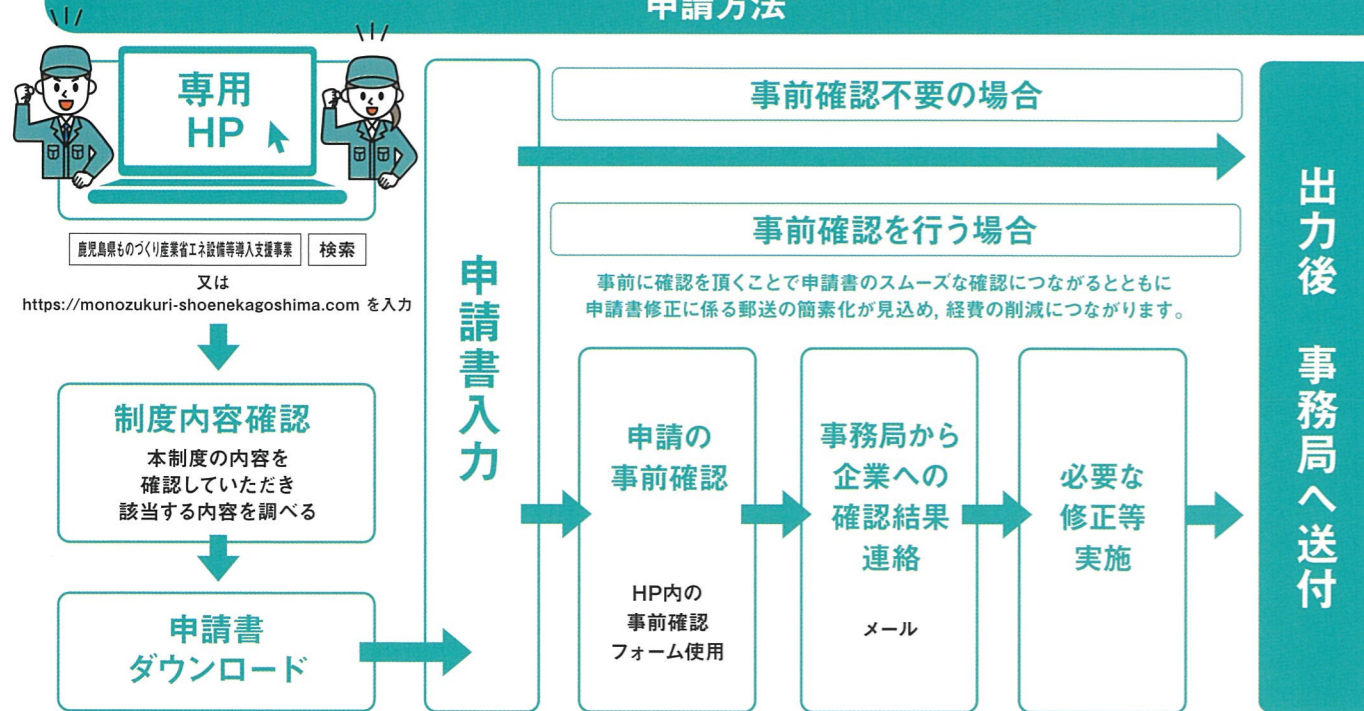 申請方法
専用
HP
鹿児島県ものづくり産業省エネ設備等導入支援事業 検索
又は
https://monozukuri-shoenekagoshima.com を入力
制度内容確認
本制度の内容を
確認していただき
該当する内容を調べる
申請書
ダウンロード
申請書入力
事前確認不要の場合
事前確認を行う場合
事前に確認を頂くことで申請書のスムーズな確認につながるとともに
申請書修正に係る郵送の簡素化が見込め, 経費の削減につながります。
申請の
事前確認
HP内の
事前確認
フォーム使用
事務局から
企業への
確認結果
連絡
メール
必要な
修正等
実施
出力後 事務局へ送付